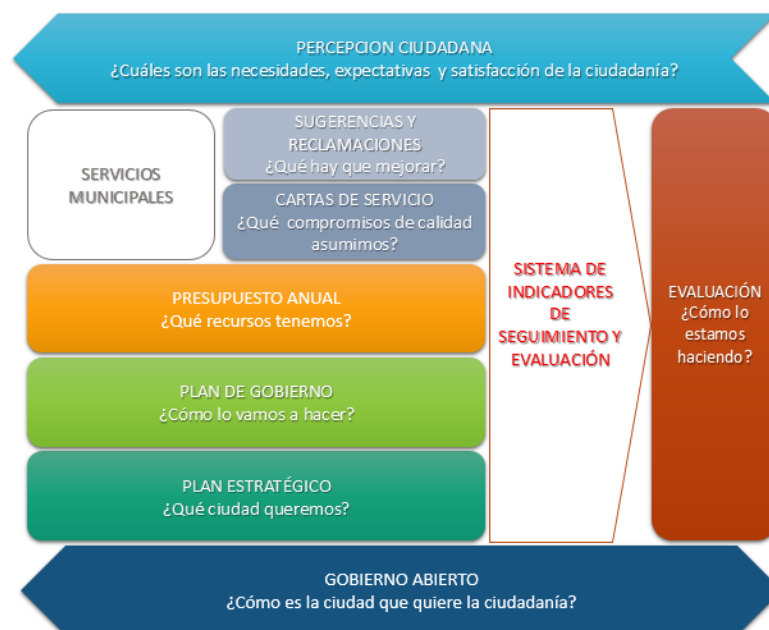 PERCEPCION CIUDADANA
¿Cuáles son las necesidades, expectativas y satisfacción de la ciudadanía?
SERVICIOS
MUNICIPALES
SUGERENCIAS Y
RECLAMACIONES
¿Qué hay que mejorar?
CARTAS DE SERVICIO
¿Qué compromisos de calidad
asumimos?
PRESUPUESTO ANUAL
¿Qué recursos tenemos?
PLAN DE GOBIERNO
¿Cómo lo vamos a hacer?
PLAN ESTRATÉGICO
¿Qué ciudad queremos?
SISTEMA DE
INDICADORES
DE
SEGUIMIENTO Y
EVALUACIÓN
EVALUACIÓN
¿Cómo lo
estamos
haciendo?
GOBIERNO ABIERTO
¿Cómo es la ciudad que quiere la ciudadanía?